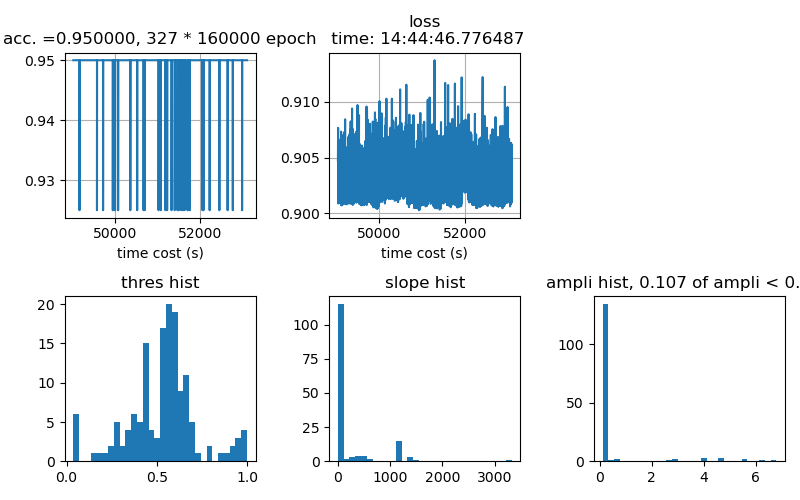 acc. =0.950000, 327 * 160000 epoch
0.95
0.94
0.93
50000 52000
time cost (s)
loss
time: 14:44:46.776487
0.910
0.905
0.900
50000 52000
time cost (s)
thres hist
20
15
10
5
0
0.0 0.5 1.0
slope hist
100
75
50
25
0
0 1000 2000 3000
ampli hist, 0.107 of ampli < 0.
100
50
0
0 2 4 6